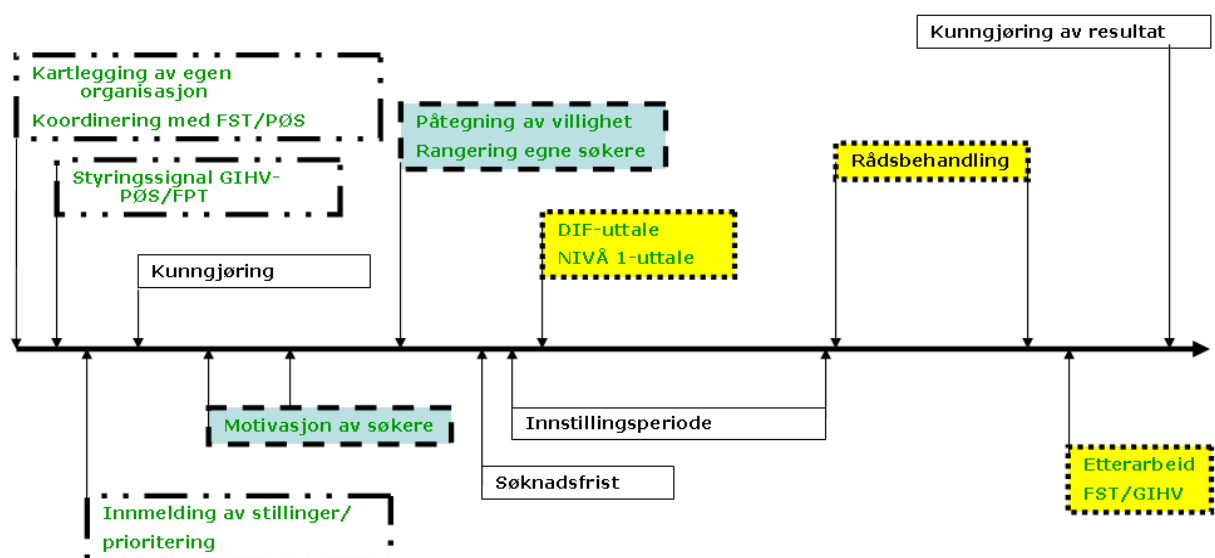 Kunngjøring av resultat
Kartlegging av egen
organisasjon
Koordinering med FST/PØS
Påtegning av villighet
Rangering egne søkere
Rådsbehandling
Styringssignal GIHV-
PØS/FPT
DIF-uttale
NIVÅ 1-uttale
Kunngjøring
Motivasjon av søkere
Innstillingsperiode
Søknadsfrist
Etterarbeid
FST/GIHV
Innmelding av stillinger/
prioritering